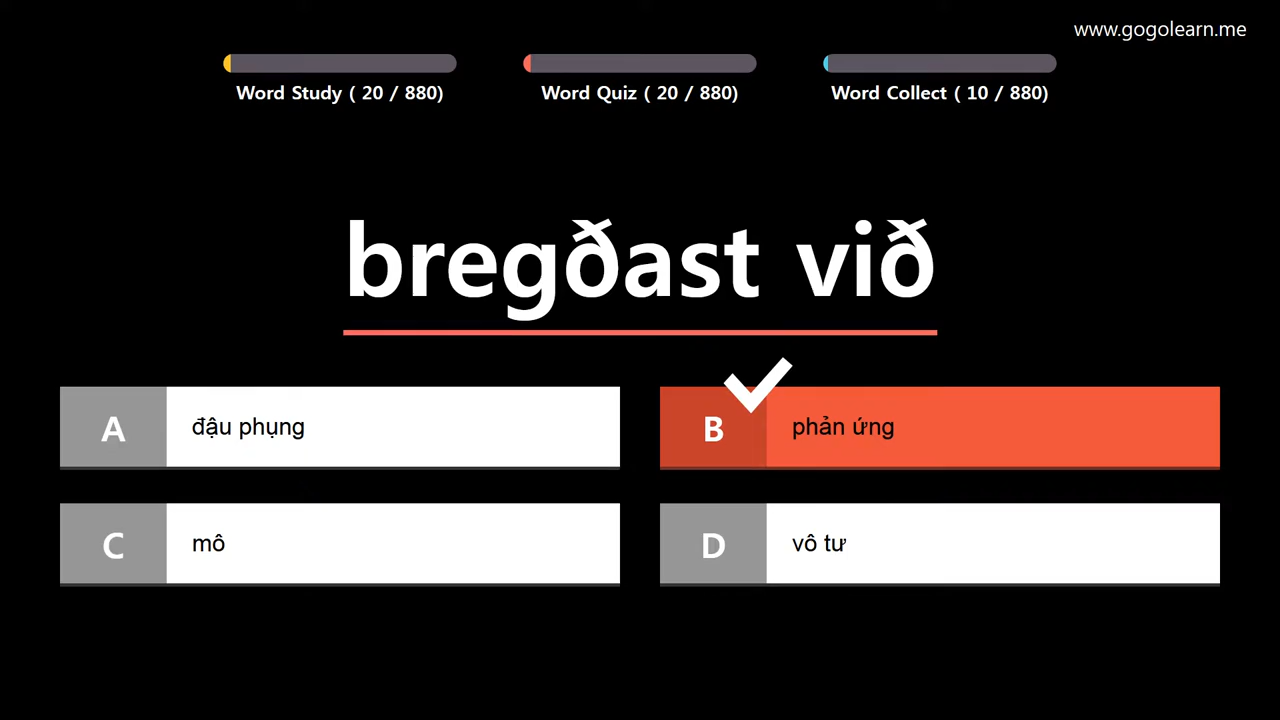 www.gogolearn.me
Word Study ( 20 / 880)
Word Quiz ( 20 / 880)
Word Collect ( 10 / 880)
bregðast við
A
đậu phụng
B
phản ứng
C
mô
D
vô tư